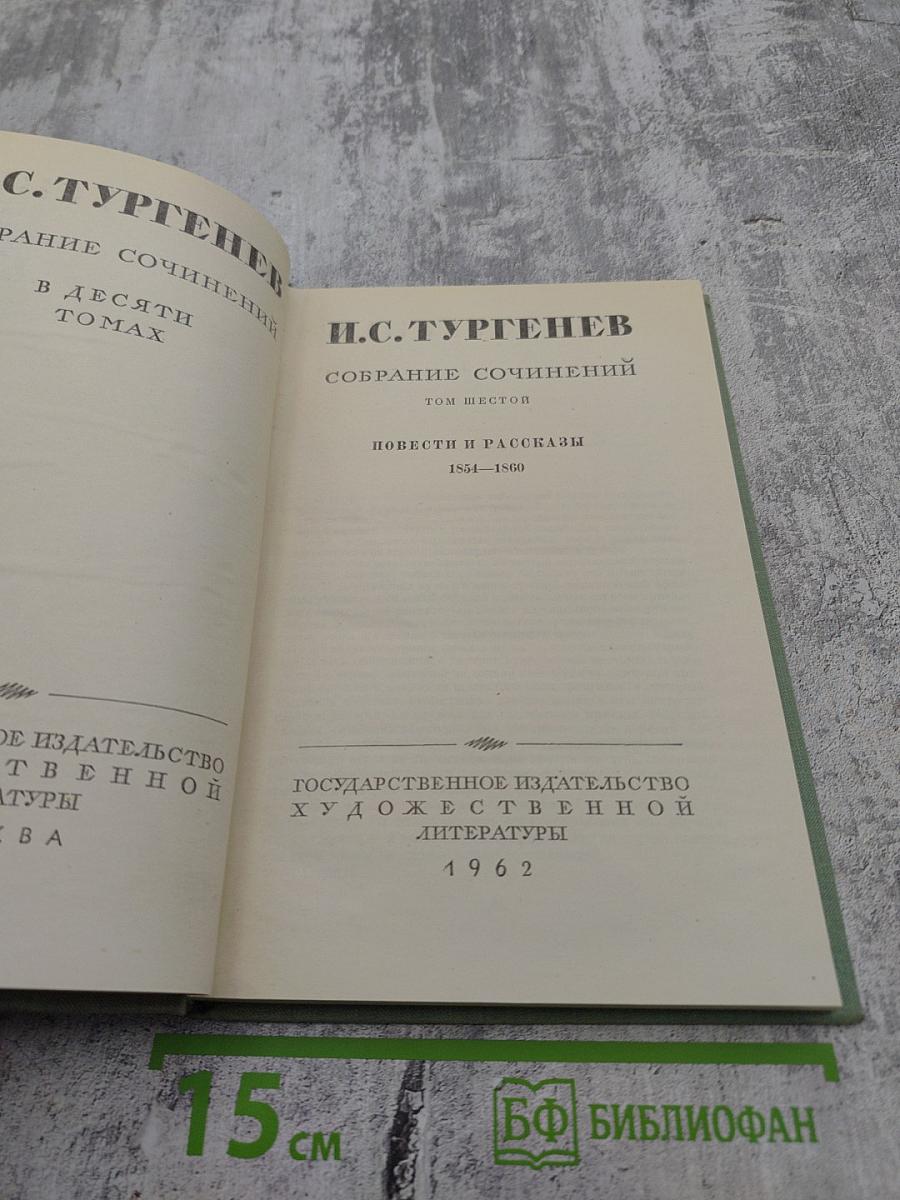 С. ТУРГЕНЕВ
РАНИЕ СОЧИНЕНИЙ
В ДЕСЯТИ
ТОМАХ
ОЕ ИЗДАТЕЛЬСТВО
ТВЕННОЙ
АТУРЫ
КВА
И.С. ТУРГЕНЕВ
СОБРАНИЕ СОЧИНЕНИЙ
ТОМ ШЕСТОЙ
ПОВЕСТИ И РАССКАЗЫ
1854—1860
ГОСУДАРСТВЕННОЕ ИЗДАТЕЛЬСТВО
ХУДОЖЕСТВЕННОЙ
ЛИТЕРАТУРЫ
1962
15 см
БФ БИБЛИОФАН